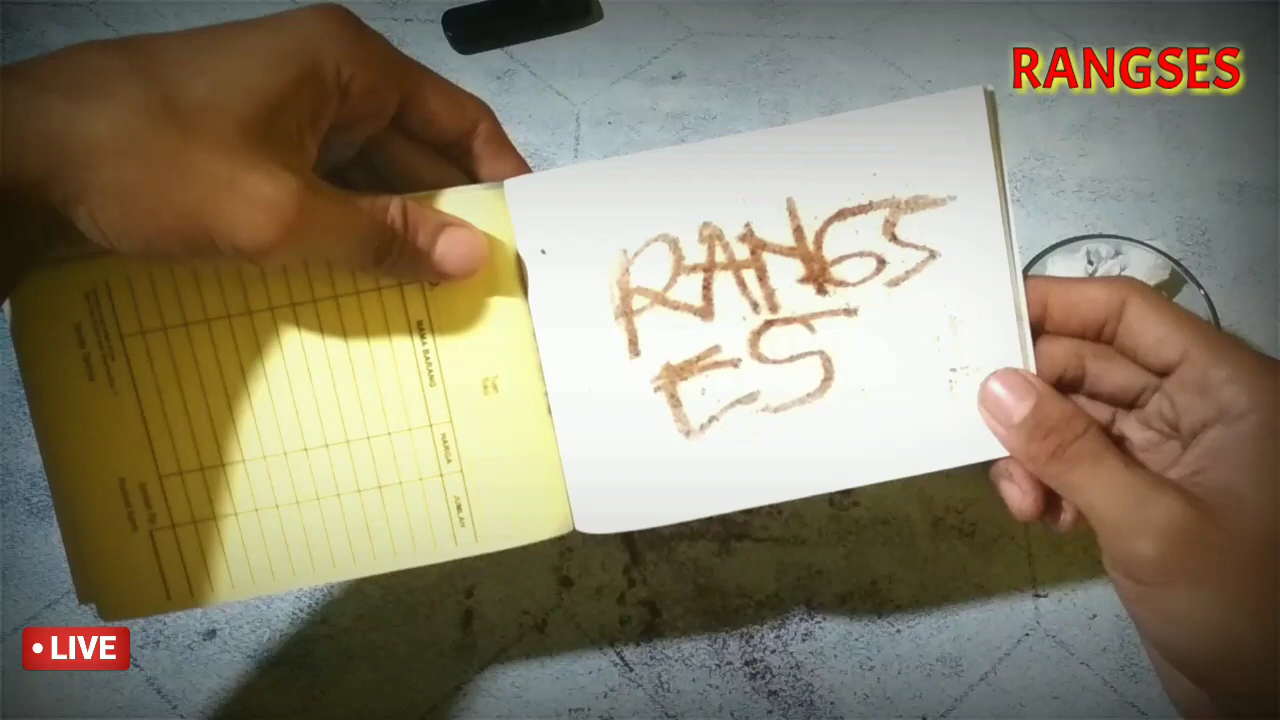 RANGSES
RANGS
ES
NAMA BARANG
HARGA
JUMLAH
• LIVE